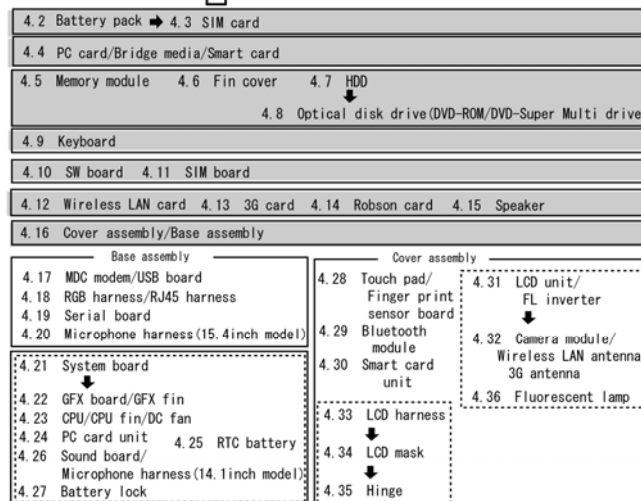 4.2 Battery pack ➡ 4.3 SIM card
4.4 PC card/Bridge media/Smart card
4.5 Memory module 4.6 Fin cover 4.7 HDD
⬇
4.8 Optical disk drive(DVD-ROM/DVD-Super Multi drive
4.9 Keyboard
4.10 SW board 4.11 SIM board
4.12 Wireless LAN card 4.13 3G card 4.14 Robson card 4.15 Speaker
4.16 Cover assembly/Base assembly
Base assembly
4.17 MDC modem/USB board
4.18 RGB harness/RJ45 harness
4.19 Serial board
4.20 Microphone harness(15.4inch model)
4.21 System board
⬇
4.22 GFX board/GFX fin
4.23 CPU/CPU fin/DC fan
4.24 PC card unit 4.25 RTC battery
4.26 Sound board/
Microphone harness(14.1inch model)
4.27 Battery lock
Cover assembly
4.28 Touch pad/
Finger print
sensor board
4.29 Bluetooth
module
4.30 Smart card
unit
4.31 LCD unit/
FL inverter
⬇
4.32 Camera module/
Wireless LAN antenna
3G antenna
4.36 Fluorescent lamp
4.33 LCD harness
⬇
4.34 LCD mask
⬇
4.35 Hinge